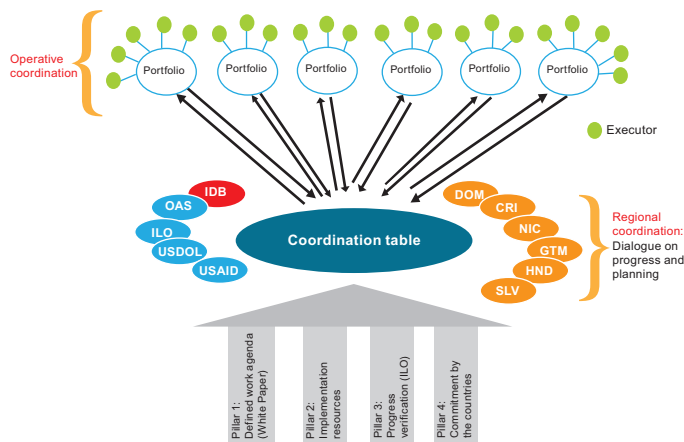 Operative
coordination
Portfolio
Portfolio
Portfolio
Portfolio
Portfolio
Portfolio
Executor
IDB
OAS
ILO
USDOL
USAID
Coordination table
DOM
CRI
NIC
GTM
HND
SLV
Regional
coordination:
Dialogue on
progress and
planning
Pillar 1:
Defined work agenda
(White Paper)
Pillar 2:
Implementation
resources
Pillar 3:
Progress
verification (ILO)
Pillar 4:
Commitment by
the countries